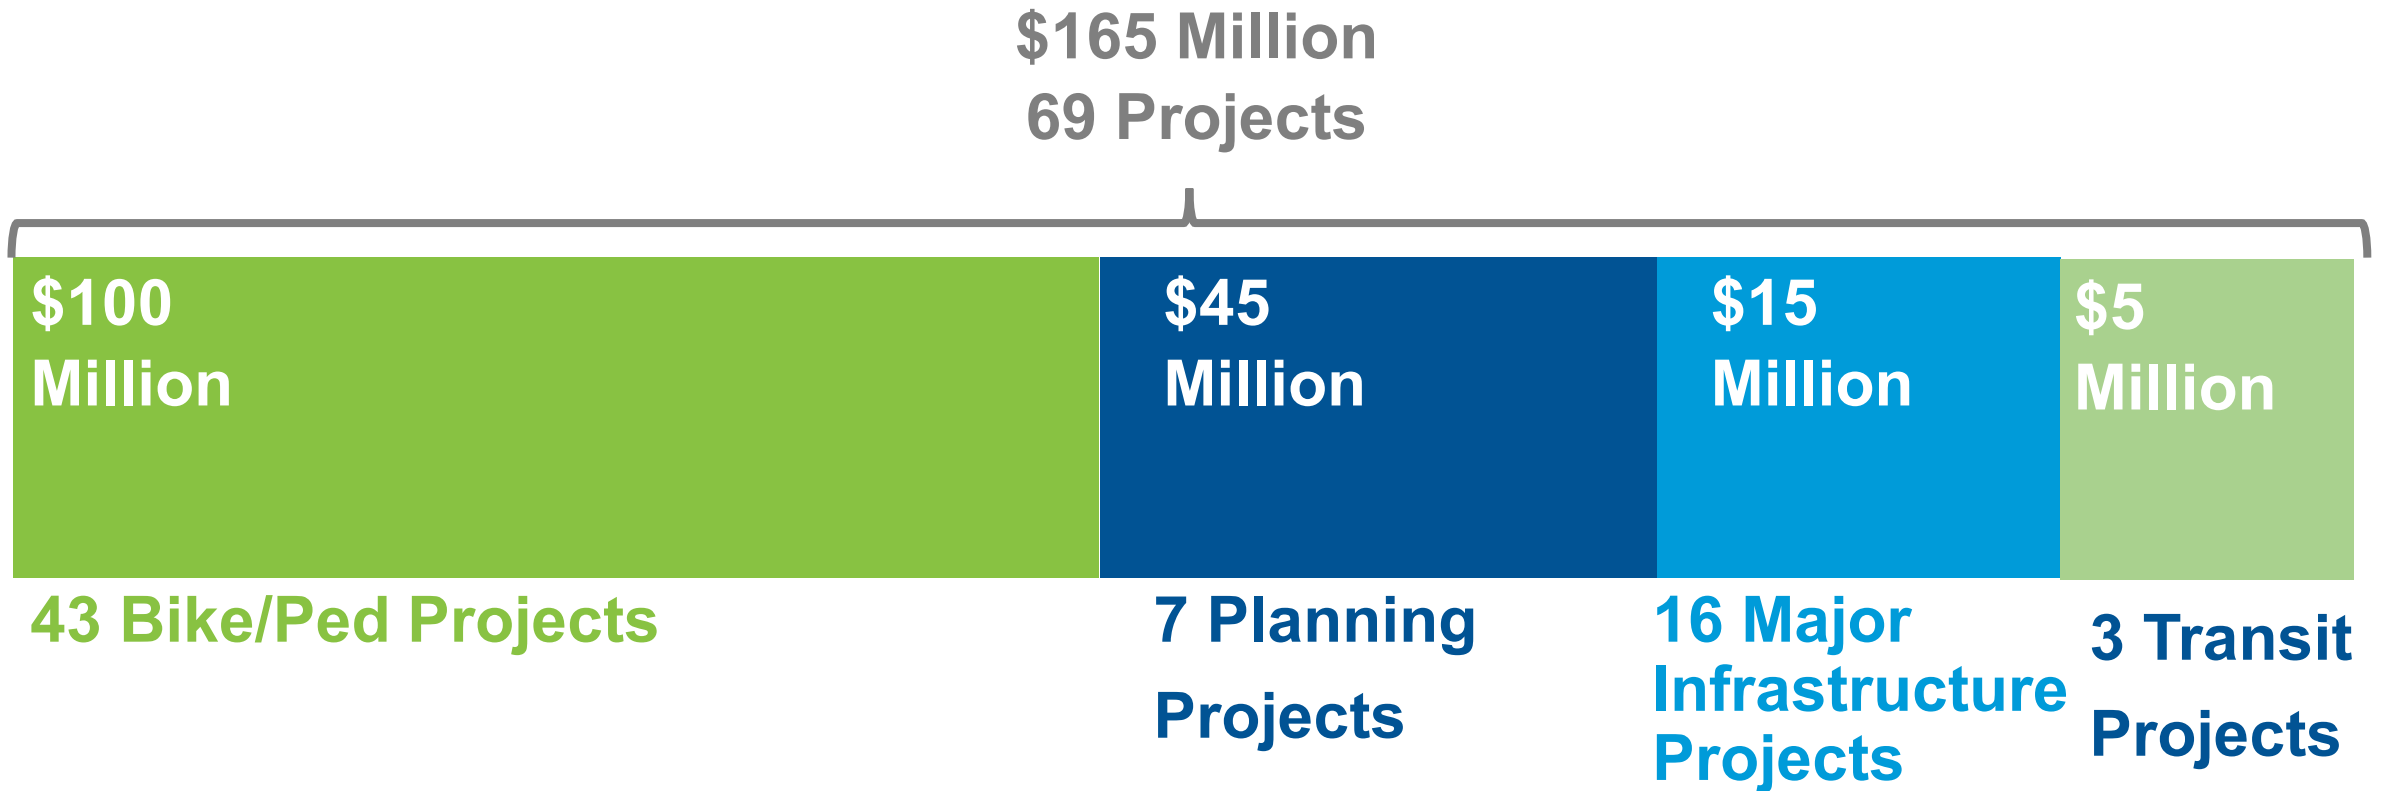 $165 Million
69 Projects
$100
Million
$45
Million
$15
Million
$5
Million
43 Bike/Ped Projects
7 Planning
Projects
16 Major
Infrastructure
Projects
3 Transit
Projects